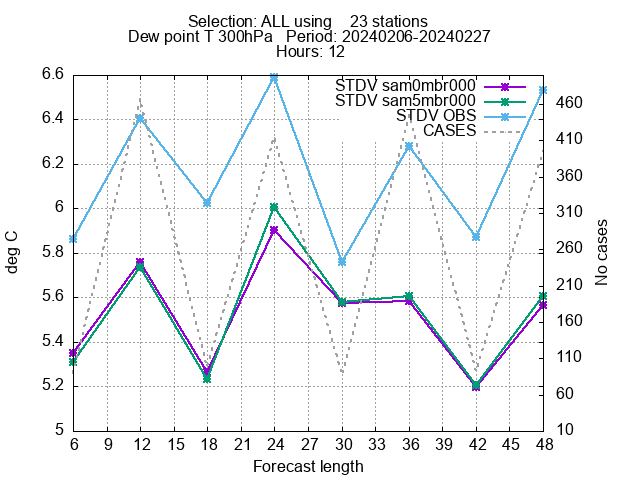 Selection: ALL using 23 stations
Dew point T 300hPa Period: 20240206-20240227
Hours: 12
STDV sam0mbr000
STDV sam5mbr000
STDV OBS
CASES
6.6
6.4
6.2
6
5.8
5.6
5.4
5.2
5
deg C
460
410
360
310
260
210
160
110
60
10
No cases
6 9 12 15 18 21 24 27 30 33 36 39 42 45 48
Forecast length